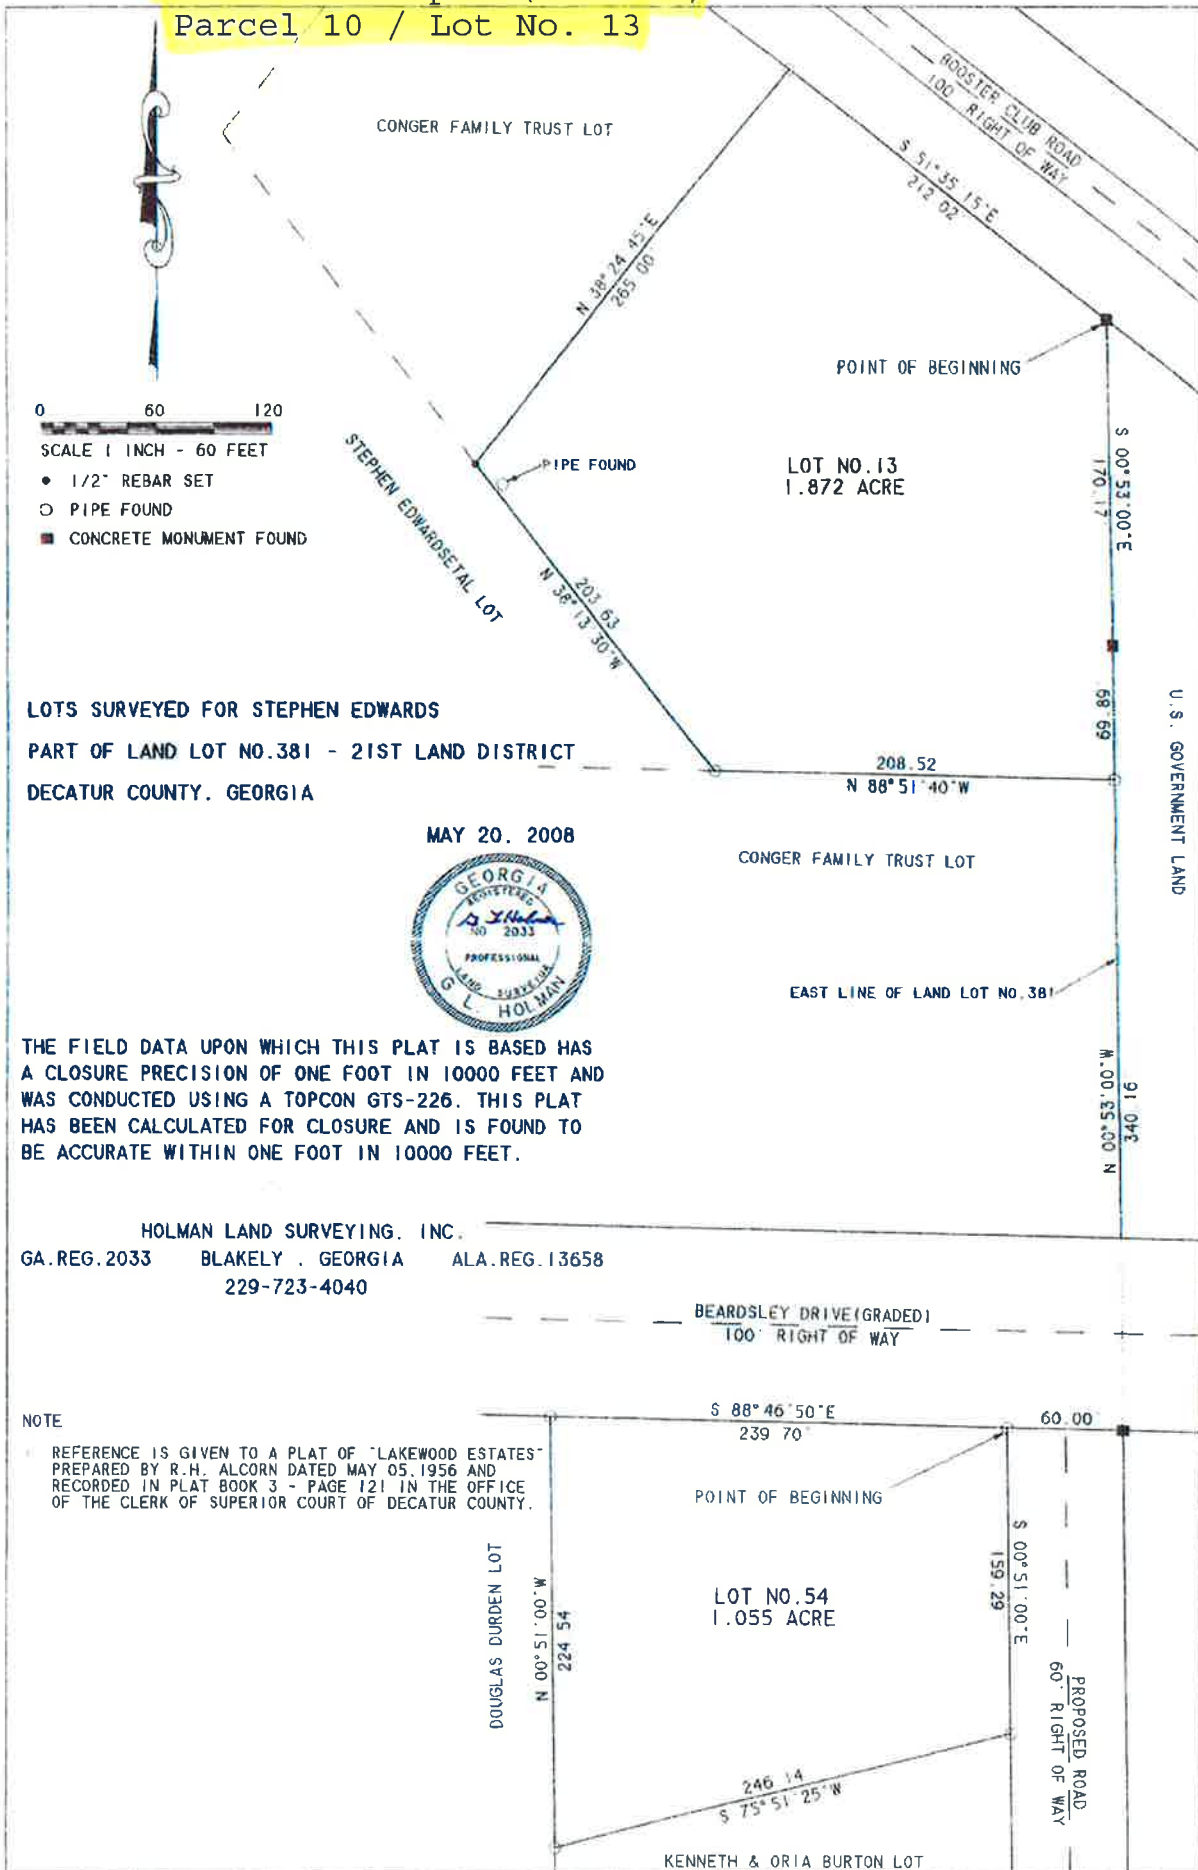 Parcel 10 / Lot No. 13
BOOSTER CLUB ROAD
100' RIGHT OF WAY
CONGER FAMILY TRUST LOT
S 51° 35' 15" E
212.02
N 38° 24' 45" E
265.00'
POINT OF BEGINNING
0 60 120
SCALE 1 INCH - 60 FEET
1/2" REBAR SET
PIPE FOUND
CONCRETE MONUMENT FOUND
PIPE FOUND
LOT NO.13
1.872 ACRE
S 00°53'00"E
170.17'
STEPHEN EDWARDSETAL LOT
203.63
N 38° 13' 30" W
69.89
U.S. GOVERNMENT LAND
LOTS SURVEYED FOR STEPHEN EDWARDS
PART OF LAND LOT NO.381 - 21ST LAND DISTRICT
DECATUR COUNTY. GEORGIA
208.52
N 88° 51' 40" W
MAY 20. 2008
CONGER FAMILY TRUST LOT
GEORGIA
REGISTERED
NO 2033
PROFESSIONAL
LAND SURVEYOR
G. L. HOLMAN
EAST LINE OF LAND LOT NO.381
N 00°53'00"W
340.16
THE FIELD DATA UPON WHICH THIS PLAT IS BASED HAS
A CLOSURE PRECISION OF ONE FOOT IN 10000 FEET AND
WAS CONDUCTED USING A TOPCON GTS-226. THIS PLAT
HAS BEEN CALCULATED FOR CLOSURE AND IS FOUND TO
BE ACCURATE WITHIN ONE FOOT IN 10000 FEET.
HOLMAN LAND SURVEYING. INC.
GA.REG.2033 BLAKELY . GEORGIA ALA.REG.13658
229-723-4040
BEARDSLEY DRIVE(GRADED)
100' RIGHT OF WAY
NOTE
REFERENCE IS GIVEN TO A PLAT OF "LAKEWOOD ESTATES"
PREPARED BY R.H. ALCORN DATED MAY 05.1956 AND
RECORDED IN PLAT BOOK 3 - PAGE 121 IN THE OFFICE
OF THE CLERK OF SUPERIOR COURT OF DECATUR COUNTY.
S 88° 46' 50" E
239.70'
60.00'
POINT OF BEGINNING
DOUGLAS DURDEN LOT
N 00°51'00"W
224.54
LOT NO.54
1.055 ACRE
S 00°51'00"E
159.29
PROPOSED ROAD
60' RIGHT OF WAY
246.14
S 75° 51' 25" W
KENNETH & ORIA BURTON LOT